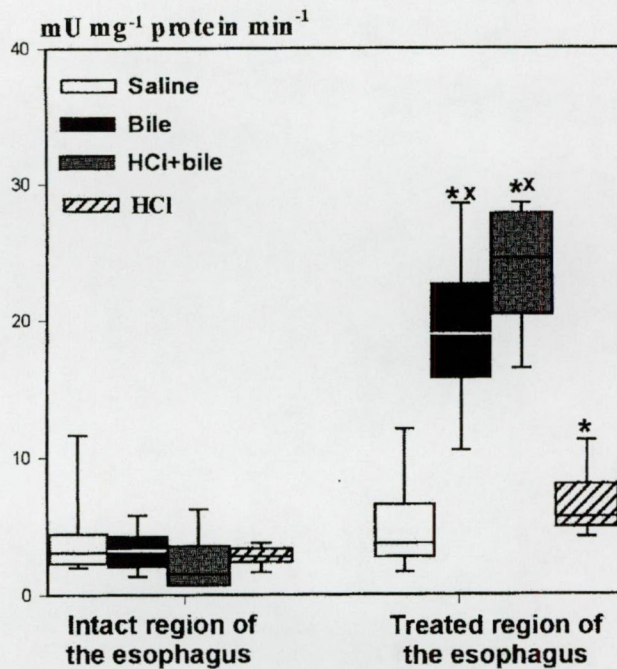 mU mg⁻¹ protein min⁻¹
40
Saline
Bile
HCl+bile
HCl
30
*x
*x
20
10
*
0
Intact region of
the esophagus
Treated region of
the esophagus